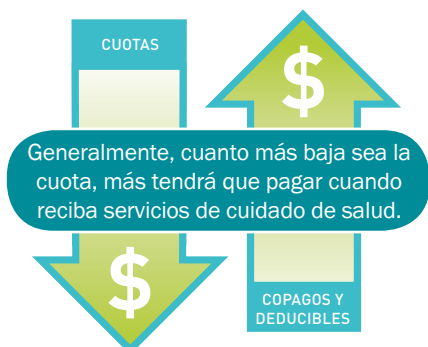 CUOTAS
$
Generalmente, cuanto más baja sea la
cuota, más tendrá que pagar cuando
reciba servicios de cuidado de salud.
$
COPAGOS Y
DEDUCIBLES